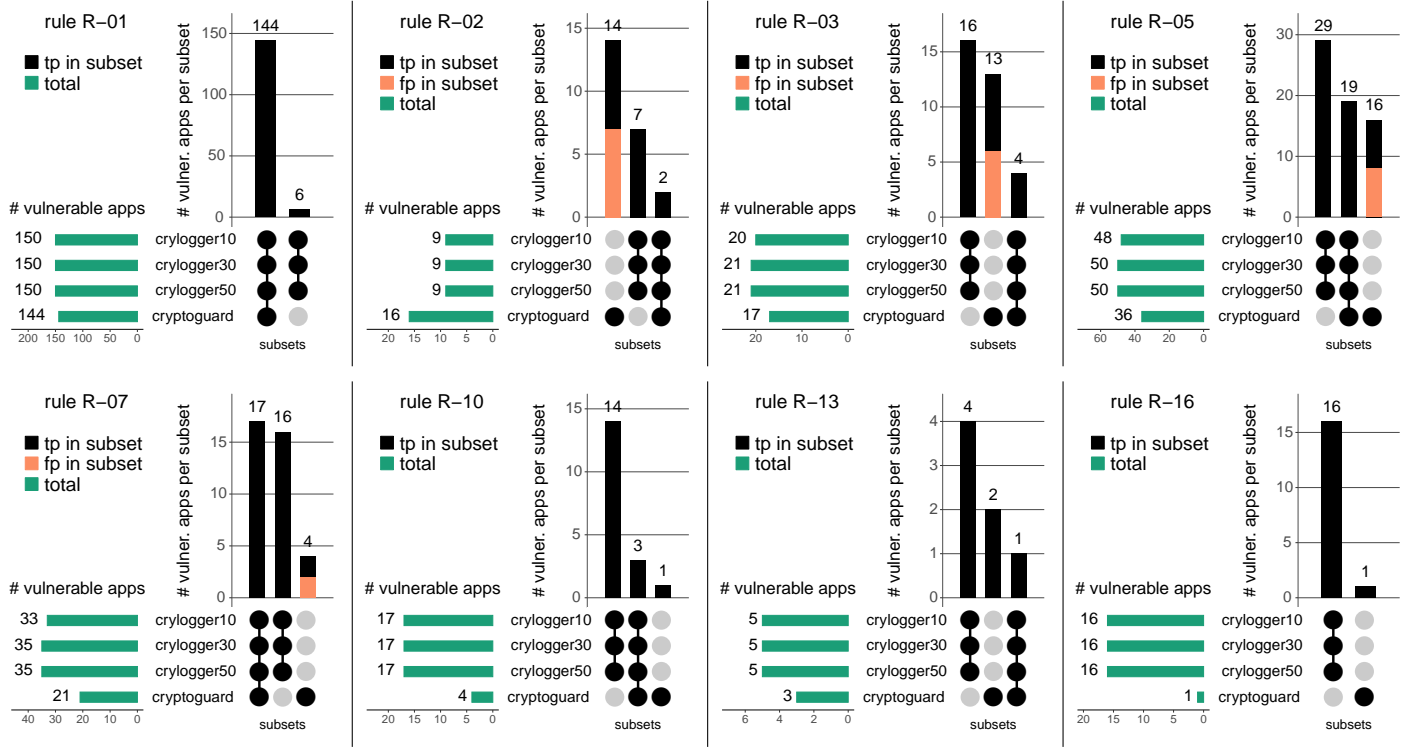 rule R−01
tp in subset
total
# vulner. apps per subset
150
100
50
0
144
6
# vulnerable apps
150
150
150
144
crylogger10
crylogger30
crylogger50
cryptoguard
200 150 100 50 0
subsets
rule R−02
tp in subset
fp in subset
total
# vulner. apps per subset
15
10
5
0
14
7
2
# vulnerable apps
9
9
9
16
crylogger10
crylogger30
crylogger50
cryptoguard
20 15 10 5 0
subsets
rule R−03
tp in subset
fp in subset
total
# vulner. apps per subset
15
10
5
0
16
13
4
# vulnerable apps
20
21
21
17
crylogger10
crylogger30
crylogger50
cryptoguard
20 10 0
subsets
rule R−05
tp in subset
fp in subset
total
# vulner. apps per subset
30
20
10
0
29
19
16
# vulnerable apps
48
50
50
36
crylogger10
crylogger30
crylogger50
cryptoguard
60 40 20 0
subsets
rule R−07
tp in subset
fp in subset
total
# vulner. apps per subset
15
10
5
0
17
16
4
# vulnerable apps
33
35
35
21
crylogger10
crylogger30
crylogger50
cryptoguard
40 30 20 10 0
subsets
rule R−10
tp in subset
total
# vulner. apps per subset
15
10
5
0
14
3
1
# vulnerable apps
17
17
17
4
crylogger10
crylogger30
crylogger50
cryptoguard
20 15 10 5 0
subsets
rule R−13
tp in subset
total
# vulner. apps per subset
4
3
2
1
0
4
2
1
# vulnerable apps
5
5
5
3
crylogger10
crylogger30
crylogger50
cryptoguard
6 4 2 0
subsets
rule R−16
tp in subset
total
# vulner. apps per subset
15
10
5
0
16
1
# vulnerable apps
16
16
16
1
crylogger10
crylogger30
crylogger50
cryptoguard
20 15 10 5 0
subsets